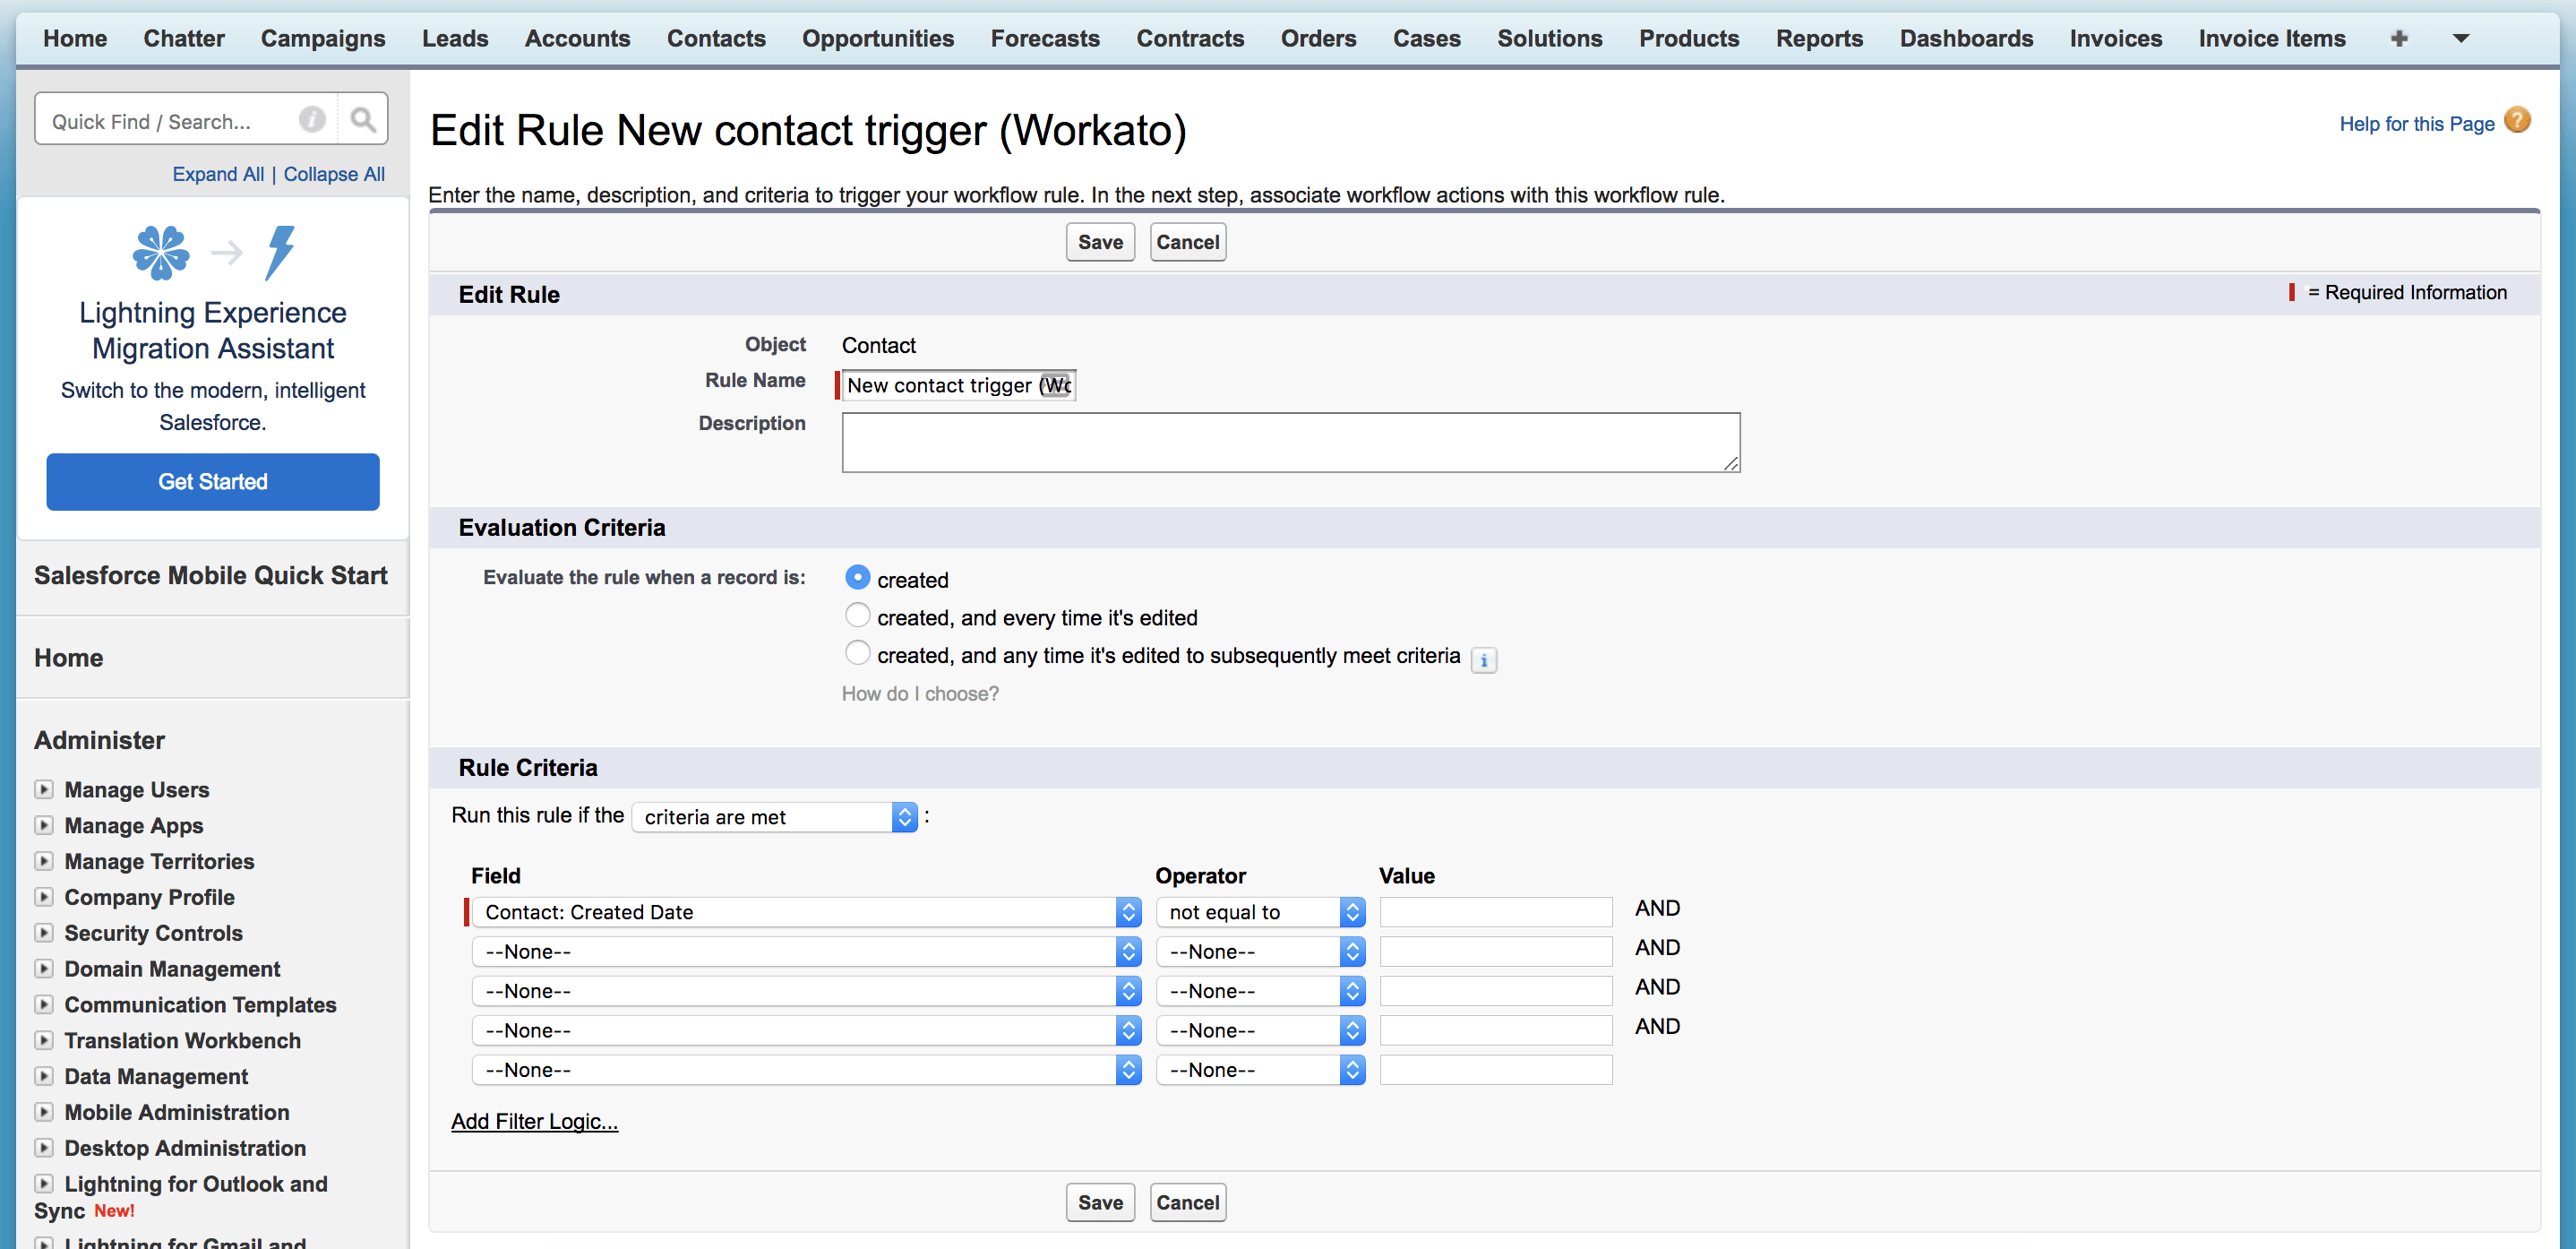 Home Chatter Campaigns Leads Accounts Contacts Opportunities Forecasts Contracts Orders Cases Solutions Products Reports Dashboards Invoices Invoice Items
Quick Find / Search...
Expand All | Collapse All
Lightning Experience
Migration Assistant
Switch to the modern, intelligent
Salesforce.
Get Started
Salesforce Mobile Quick Start
Home
Administer
Manage Users
Manage Apps
Manage Territories
Company Profile
Security Controls
Domain Management
Communication Templates
Translation Workbench
Data Management
Mobile Administration
Desktop Administration
Lightning for Outlook and
Sync New!
Lightning for Gmail and
Edit Rule New contact trigger (Workato)
Help for this Page ?
Enter the name, description, and criteria to trigger your workflow rule. In the next step, associate workflow actions with this workflow rule.
Save Cancel
Edit Rule
= Required Information
Object Contact
Rule Name New contact trigger (Wo
Description
Evaluation Criteria
Evaluate the rule when a record is: created
created, and every time it's edited
created, and any time it's edited to subsequently meet criteria i
How do I choose?
Rule Criteria
Run this rule if the criteria are met :
Field Operator Value
Contact: Created Date not equal to AND
--None-- --None-- AND
--None-- --None-- AND
--None-- --None-- AND
--None-- --None--
Add Filter Logic...
Save Cancel